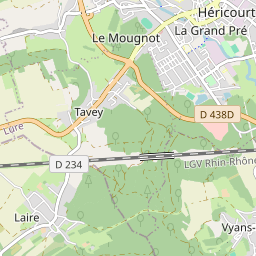 Héricourt
La Grand Pré
Le Mougnot
Tavey
D 438D
Lure
D 234
LGV Rhin-Rhône
Laire
Vyans-